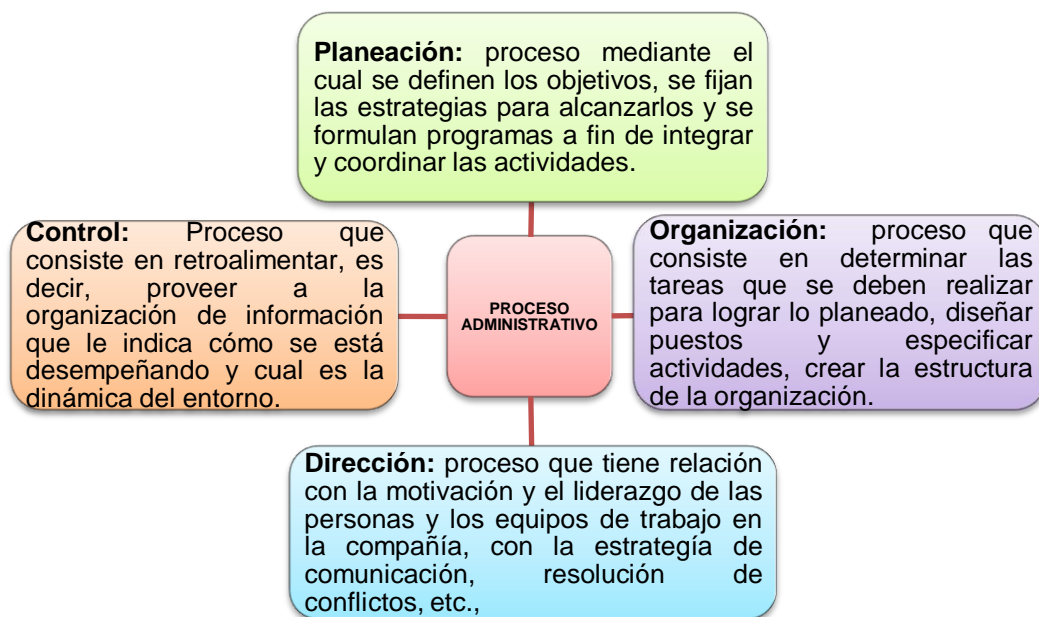 Planeación: proceso mediante el
cual se definen los objetivos, se fijan
las estrategias para alcanzarlos y se
formulan programas a fin de integrar
y coordinar las actividades.
Control: Proceso que
consiste en retroalimentar, es
decir, proveer a la
organización de información
que le indica cómo se está
desempeñando y cual es la
dinámica del entorno.
PROCESO
ADMINISTRATIVO
Organización: proceso que
consiste en determinar las
tareas que se deben realizar
para lograr lo planeado, diseñar
puestos y especificar
actividades, crear la estructura
de la organización.
Dirección: proceso que tiene relación
con la motivación y el liderazgo de las
personas y los equipos de trabajo en
la compañía, con la estrategía de
comunicación, resolución de
conflictos, etc.,